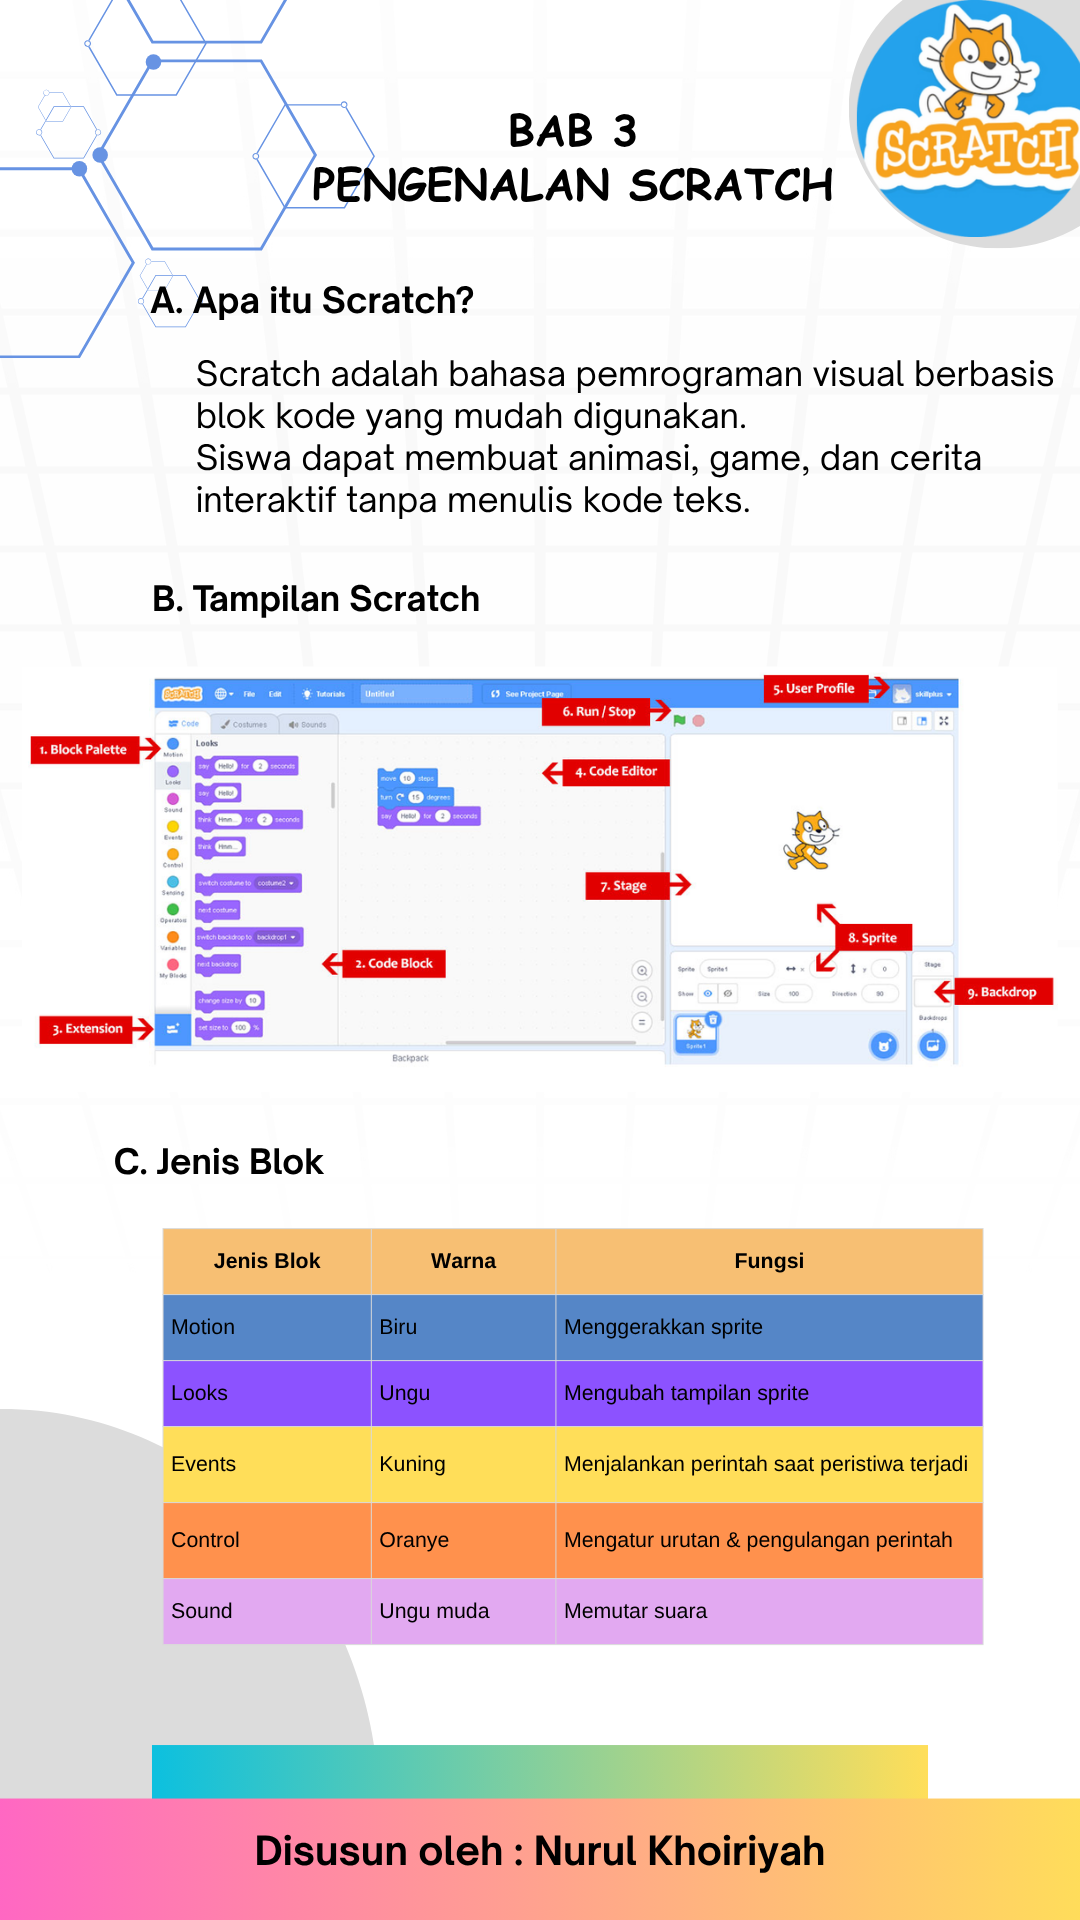 SCRATCH
BAB 3
PENGENALAN SCRATCH
A. Apa itu Scratch?
Scratch adalah bahasa pemrograman visual berbasis
blok kode yang mudah digunakan.
Siswa dapat membuat animasi, game, dan cerita
interaktif tanpa menulis kode teks.
B. Tampilan Scratch
SCRATCH File Edit Tutorials Untitled See Project Page
5. User Profile
skillplus
6. Run / Stop
Code Costumes Sounds
1. Block Palette
Motion
Looks
Sound
Events
Control
Sensing
Operators
Variables
My Blocks
3. Extension
Looks
say Hello! for 2 seconds
say Hello!
think Hmm... for 2 seconds
think Hmm...
switch costume to costume2
next costume
switch backdrop to backdrop1
next backdrop
change size by 10
set size to 100 %
2. Code Block
move 10 steps
turn 15 degrees
say Hello! for 2 seconds
4. Code Editor
7. Stage
8. Sprite
Sprite Sprite1 x y 0
Show Size 100 Direction 90
Sprite1
Stage
9. Backdrop
Backdrops
Backpack
C. Jenis Blok
Jenis Blok Warna Fungsi
Motion Biru Menggerakkan sprite
Looks Ungu Mengubah tampilan sprite
Events Kuning Menjalankan perintah saat peristiwa terjadi
Control Oranye Mengatur urutan & pengulangan perintah
Sound Ungu muda Memutar suara
Disusun oleh : Nurul Khoiriyah